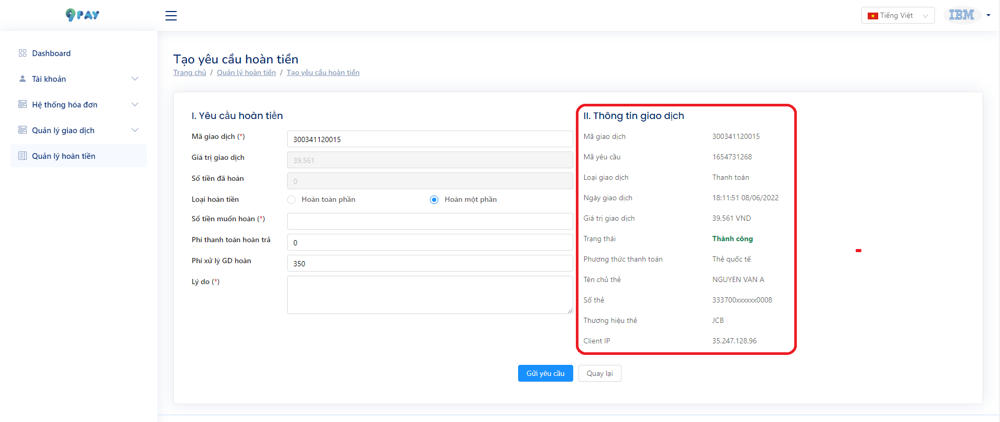 9PAY
Tiếng Việt
IBM
Dashboard
Tài khoản
Hệ thống hóa đơn
Quản lý giao dịch
Quản lý hoàn tiền
Tạo yêu cầu hoàn tiền
Trang chủ / Quản lý hoàn tiền / Tạo yêu cầu hoàn tiền
I. Yêu cầu hoàn tiền
Mã giao dịch (*) 300341120015
Giá trị giao dịch 39,561
Số tiền đã hoàn 0
Loại hoàn tiền Hoàn toàn phần Hoàn một phần
Số tiền muốn hoàn (*)
Phí thanh toán hoàn trả 0
Phí xử lý GD hoàn 350
Lý do (*)
II. Thông tin giao dịch
Mã giao dịch 300341120015
Mã yêu cầu 1654731268
Loại giao dịch Thanh toán
Ngày giao dịch 18:11:51 08/06/2022
Giá trị giao dịch 39,561 VND
Trạng thái Thành công
Phương thức thanh toán Thẻ quốc tế
Tên chủ thẻ NGUYEN VAN A
Số thẻ 333700xxxxxx0008
Thương hiệu thẻ JCB
Client IP 35.247.128.96
Gửi yêu cầu Quay lại